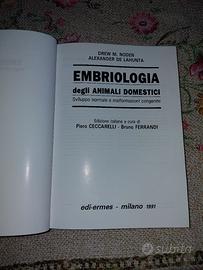 DREW M. NODEN
ALEXANDER DE LAHUNTA
EMBRIOLOGIA
degli ANIMALI DOMESTICI
Sviluppo normale e malformazioni congenite
Edizione italiana a cura di
Piero CECCARELLI - Bruno FERRANDI
edi-ermes - milano 1991
subito